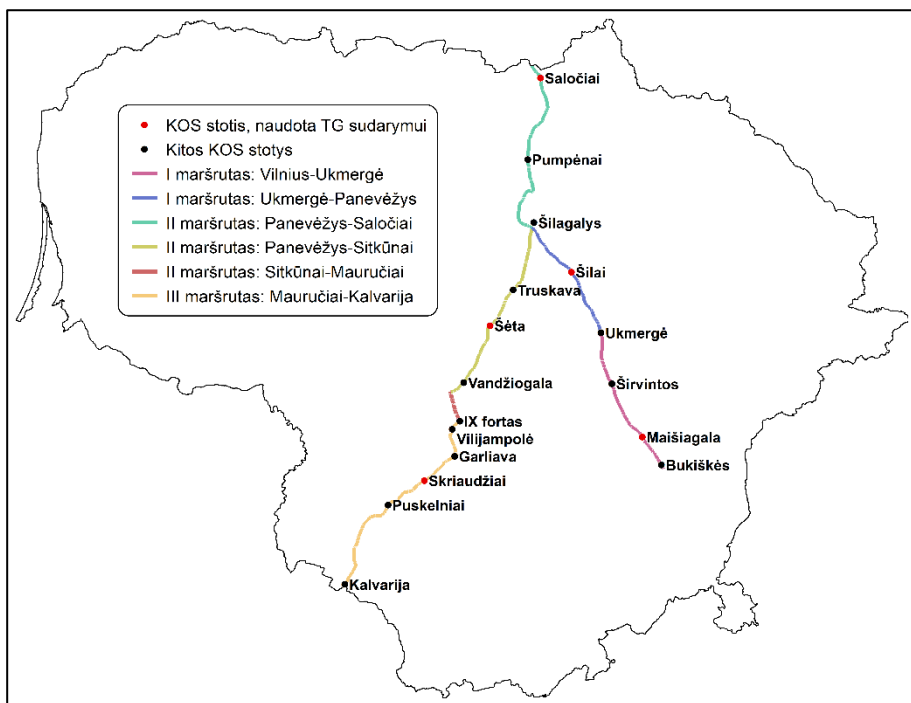 Saločiai
KOS stotis, naudota TG sudarymui
Kitos KOS stotys
I maršrutas: Vilnius-Ukmergė
I maršrutas: Ukmergė-Panevėžys
II maršrutas: Panevėžys-Saločiai
II maršrutas: Panevėžys-Sitkūnai
II maršrutas: Sitkūnai-Mauručiai
III maršrutas: Mauručiai-Kalvarija
Pumpėnai
Šilagalys
Šilai
Truskava
Šėta
Ukmergė
Vandžiogala
Širvintos
IX fortas
Vilijampolė
Maišiagala
Garliava
Bukiškės
Skriaudžiai
Puskelniai
Kalvarija